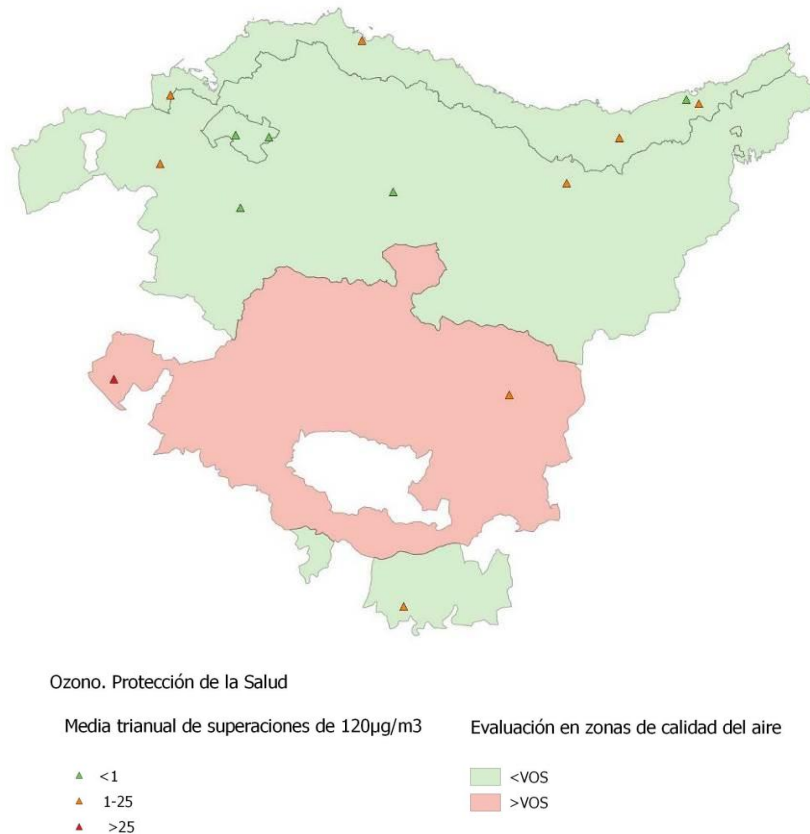 Ozono. Protección de la Salud
Media trianual de superaciones de 120µg/m3
<1
1-25
>25
Evaluación en zonas de calidad del aire
<VOS
>VOS